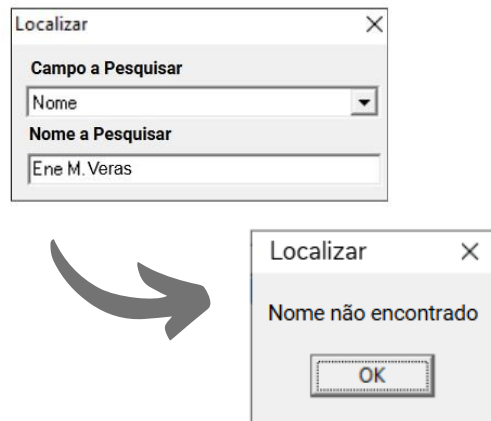 Localizar
Campo a Pesquisar
Nome
Nome a Pesquisar
Ene M. Veras
Localizar
Nome não encontrado
OK